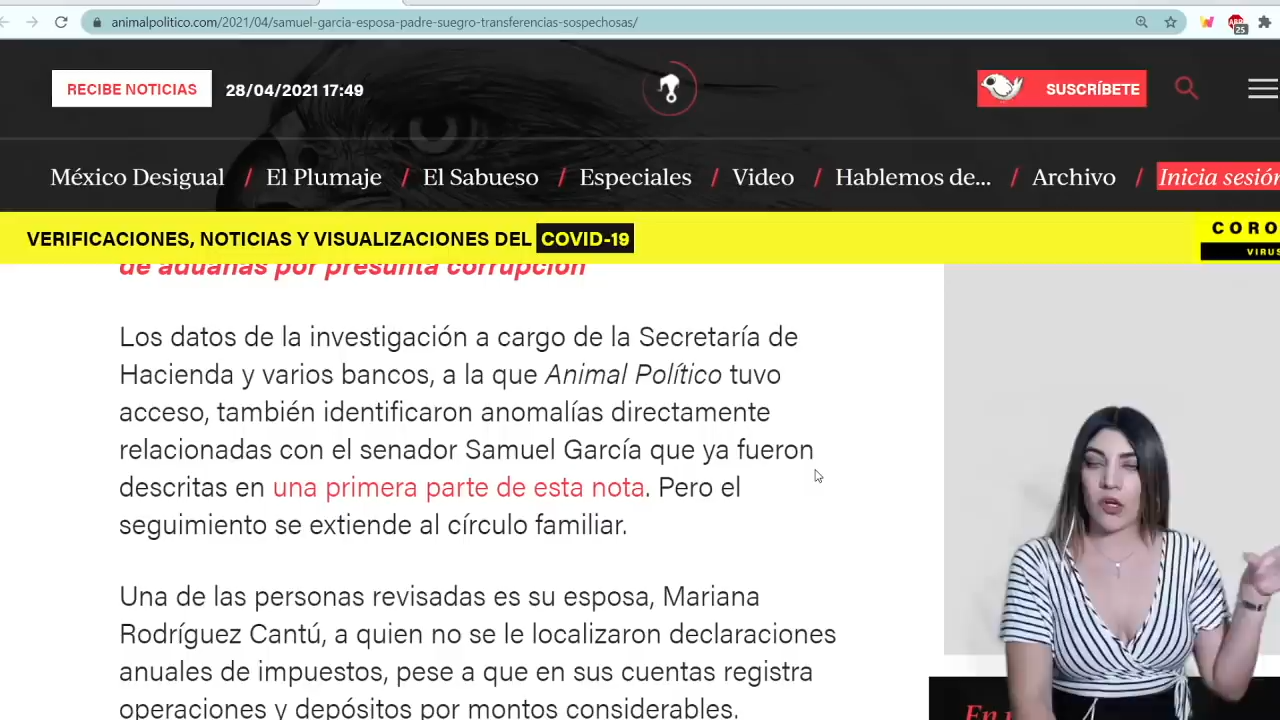 animalpolitico.com/2021/04/samuel-garcia-esposa-padre-suegro-transferencias-sospechosas/
25
RECIBE NOTICIAS
28/04/2021 17:49
SUSCRÍBETE
México Desigual / El Plumaje / El Sabueso / Especiales / Video / Hablemos de... / Archivo / Inicia sesión
VERIFICACIONES, NOTICIAS Y VISUALIZACIONES DEL COVID-19
CORO
VIRUS
de aduanas por presunta corrupción
Los datos de la investigación a cargo de la Secretaría de
Hacienda y varios bancos, a la que Animal Político tuvo
acceso, también identificaron anomalías directamente
relacionadas con el senador Samuel García que ya fueron
descritas en una primera parte de esta nota. Pero el
seguimiento se extiende al círculo familiar.
Una de las personas revisadas es su esposa, Mariana
Rodríguez Cantú, a quien no se le localizaron declaraciones
anuales de impuestos, pese a que en sus cuentas registra
operaciones y depósitos por montos considerables.